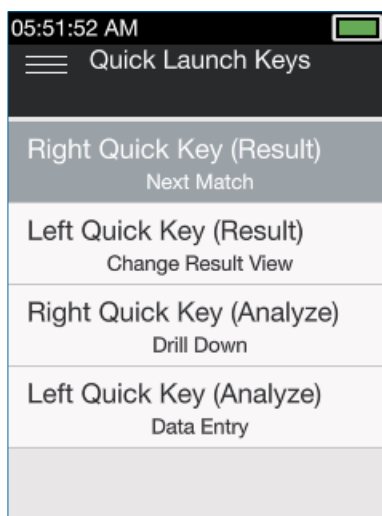 05:51:52 AM
Quick Launch Keys
Right Quick Key (Result)
Next Match
Left Quick Key (Result)
Change Result View
Right Quick Key (Analyze)
Drill Down
Left Quick Key (Analyze)
Data Entry